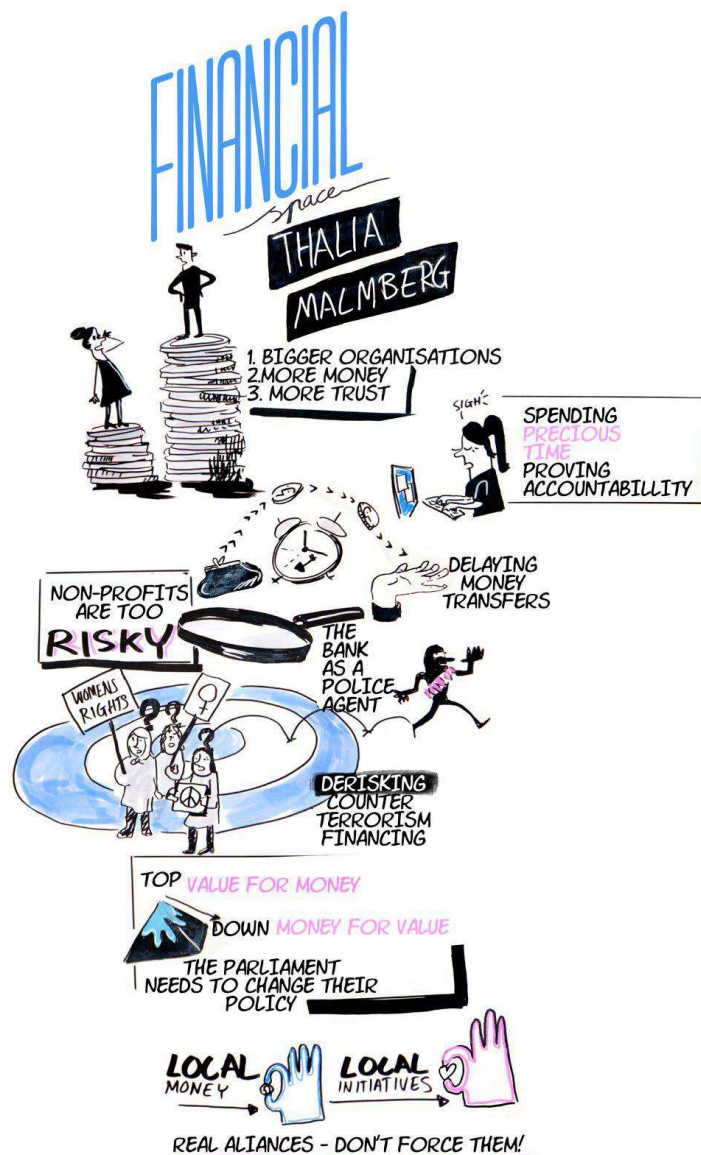 FINANCIAL
space
THALIA
MALMBERG
1. BIGGER ORGANISATIONS
2.MORE MONEY
3. MORE TRUST
SIGH
SPENDING
PRECIOUS
TIME
PROVING
ACCOUNTABILLITY
DELAYING
MONEY
TRANSFERS
NON-PROFITS
ARE TOO
RISKY
THE
BANK
AS A
POLICE
AGENT
WOMENS
RIGHTS
? ? ?
DERISKING
COUNTER
TERRORISM
FINANCING
TOP VALUE FOR MONEY
DOWN MONEY FOR VALUE
THE PARLIAMENT
NEEDS TO CHANGE THEIR
POLICY
LOCAL
MONEY
LOCAL
INITIATIVES
REAL ALIANCES - DON'T FORCE THEM!